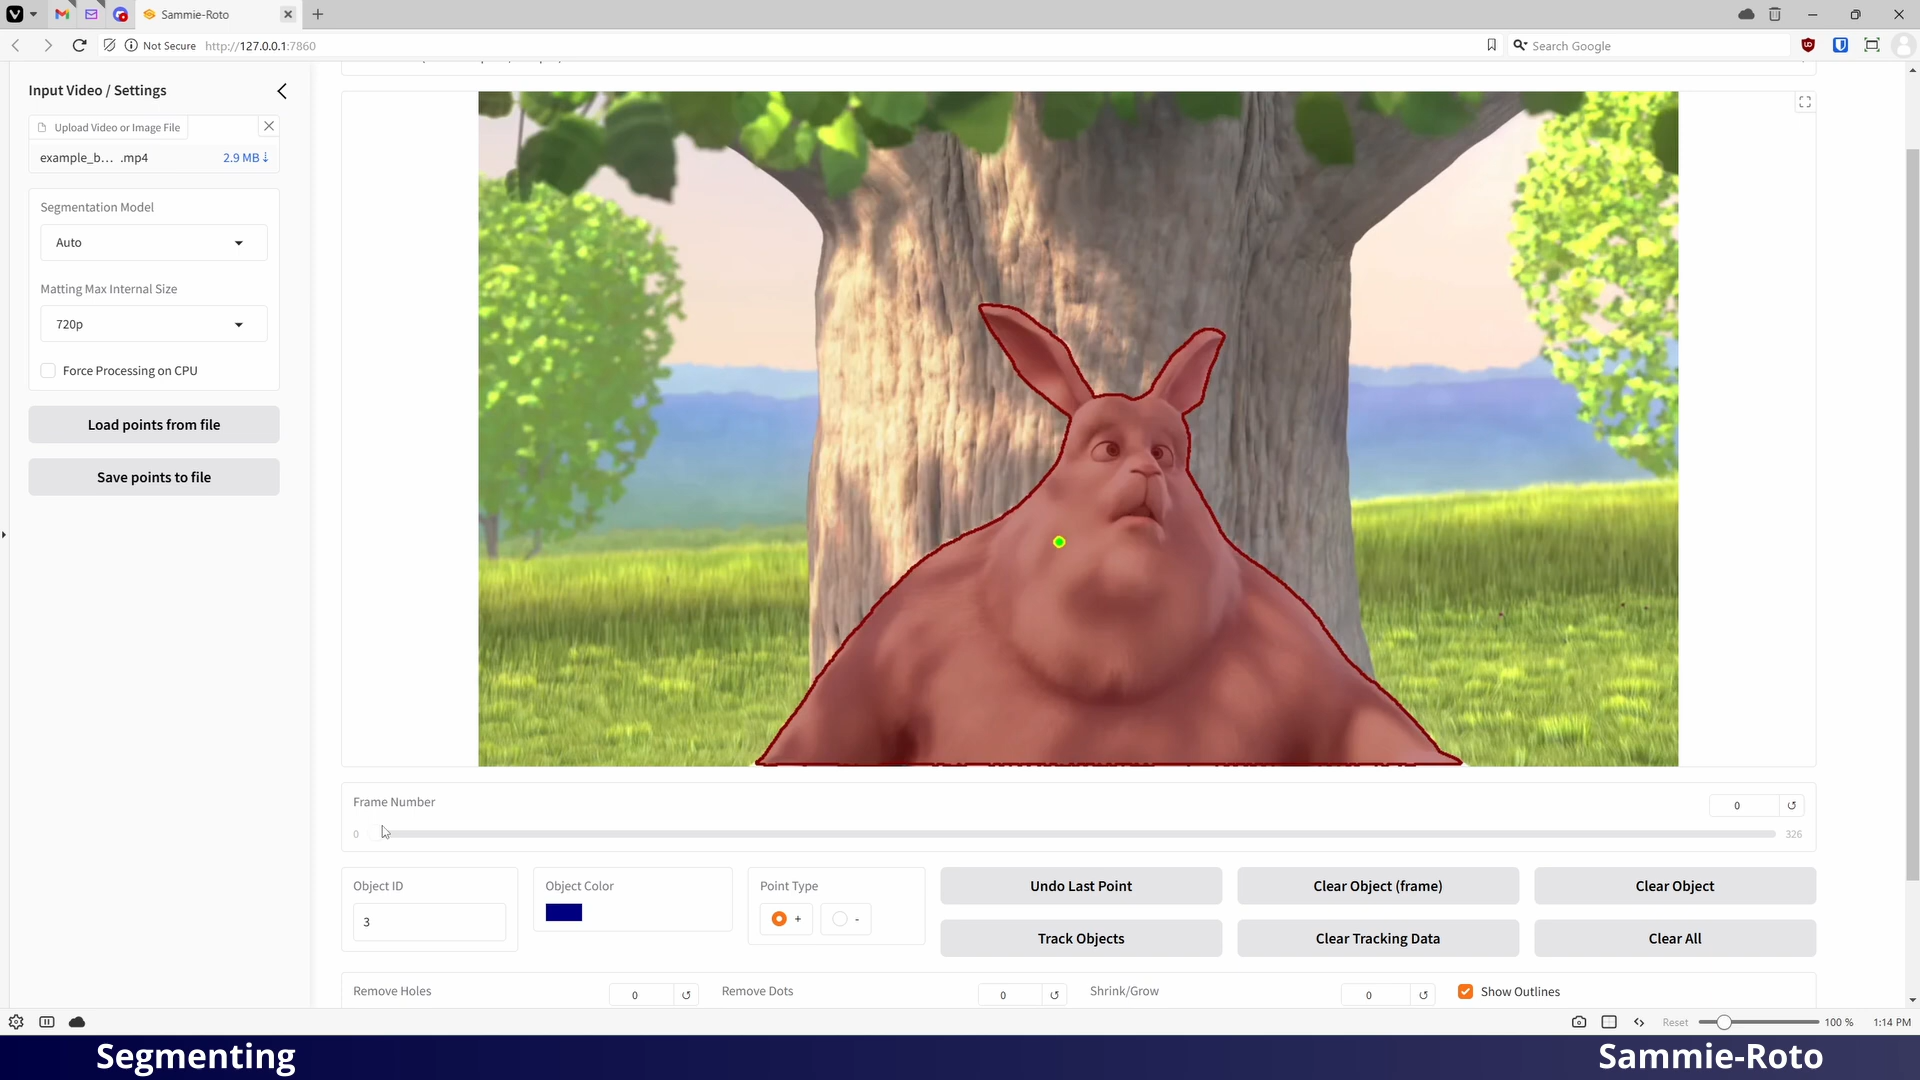 Sammie-Roto
Not Secure http://127.0.0.1:7860
Search Google
Input Video / Settings
Upload Video or Image File
example_b... .mp4 2.9 MB ↓
Segmentation Model
Auto
Matting Max Internal Size
720p
Force Processing on CPU
Load points from file
Save points to file
Frame Number
0
0
326
Object ID
3
Object Color
Point Type
+
-
Undo Last Point
Clear Object (frame)
Clear Object
Track Objects
Clear Tracking Data
Clear All
Remove Holes
0
Remove Dots
0
Shrink/Grow
0
Show Outlines
Reset
100 %
1:14 PM
Segmenting
Sammie-Roto